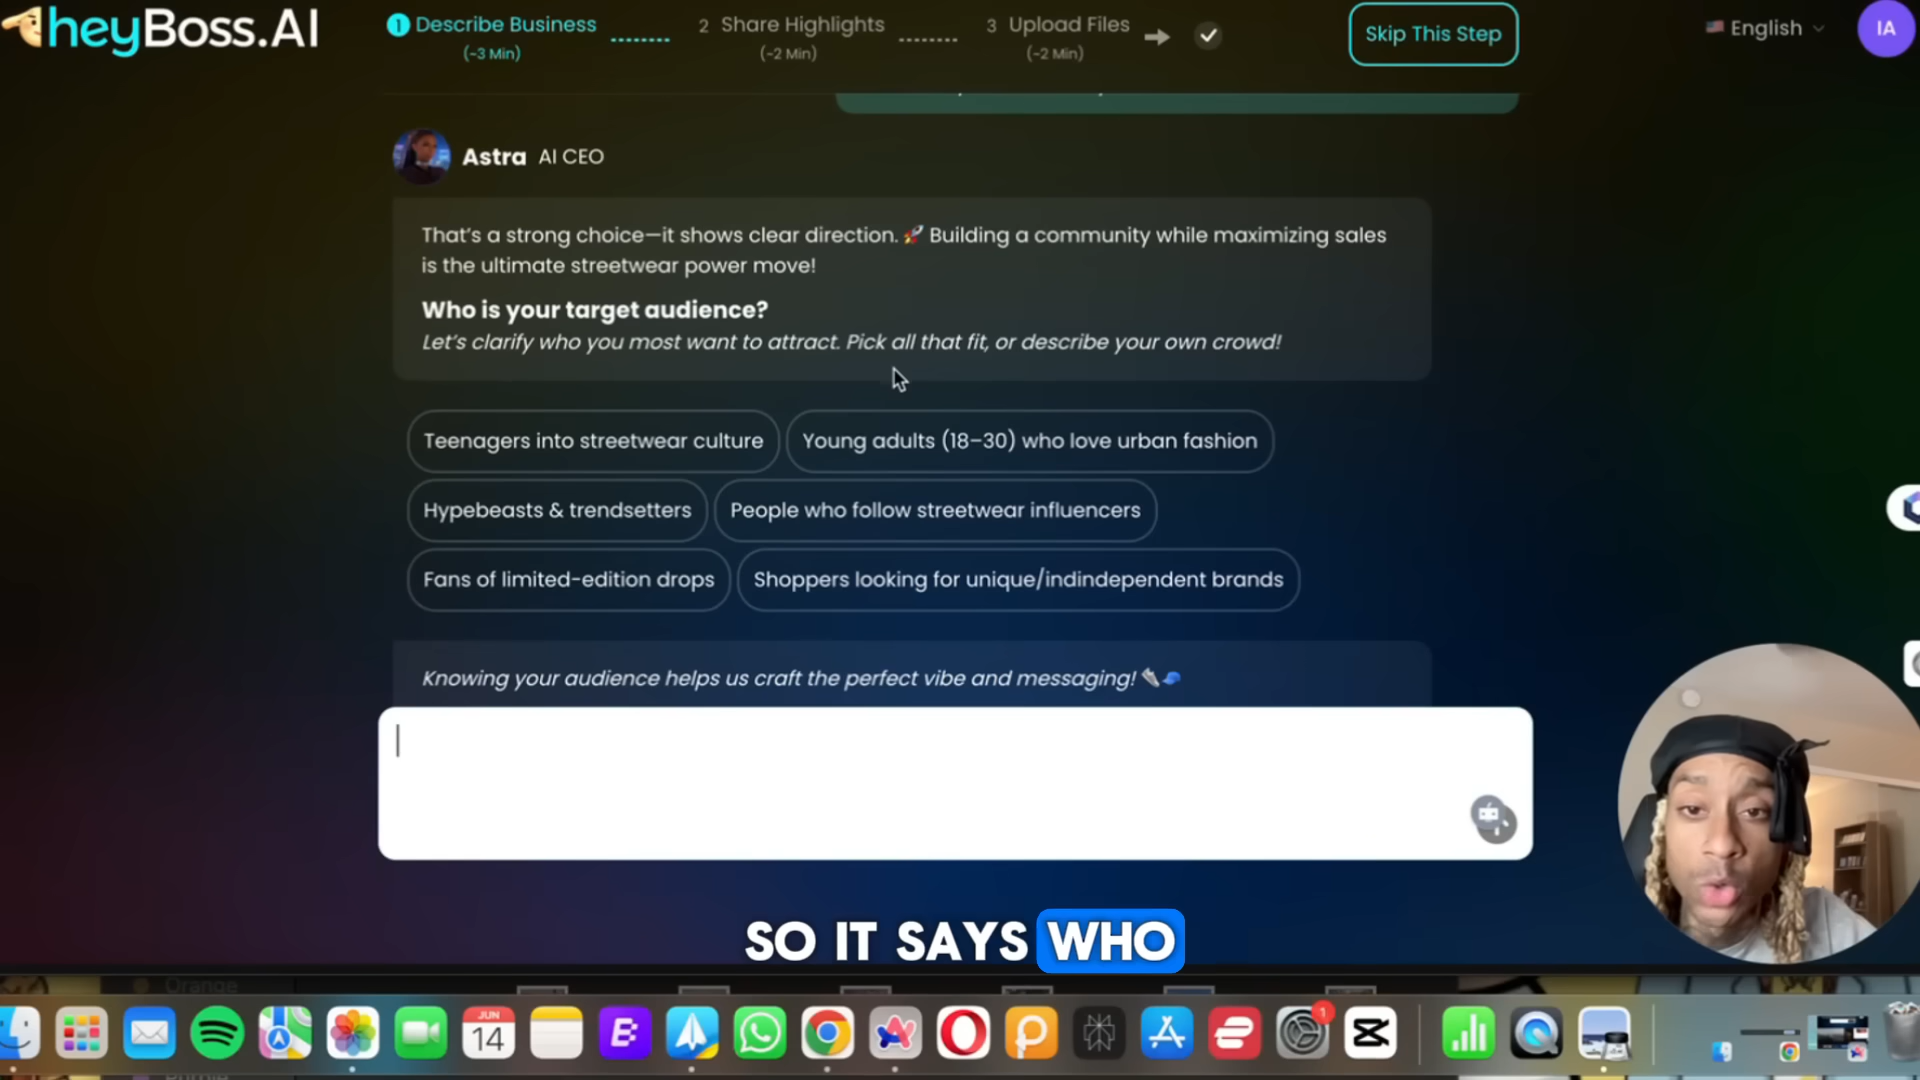 heyBoss.AI
1 Describe Business
(~3 Min)
2 Share Highlights
(~2 Min)
3 Upload Files
(~2 Min)
Skip This Step
English
IA
Astra AI CEO
That's a strong choice—it shows clear direction. 🚀 Building a community while maximizing sales
is the ultimate streetwear power move!
Who is your target audience?
Let's clarify who you most want to attract. Pick all that fit, or describe your own crowd!
Teenagers into streetwear culture
Young adults (18–30) who love urban fashion
Hypebeasts & trendsetters
People who follow streetwear influencers
Fans of limited-edition drops
Shoppers looking for unique/indindependent brands
Knowing your audience helps us craft the perfect vibe and messaging!
SO IT SAYS WHO
Orange
JUN
14
1